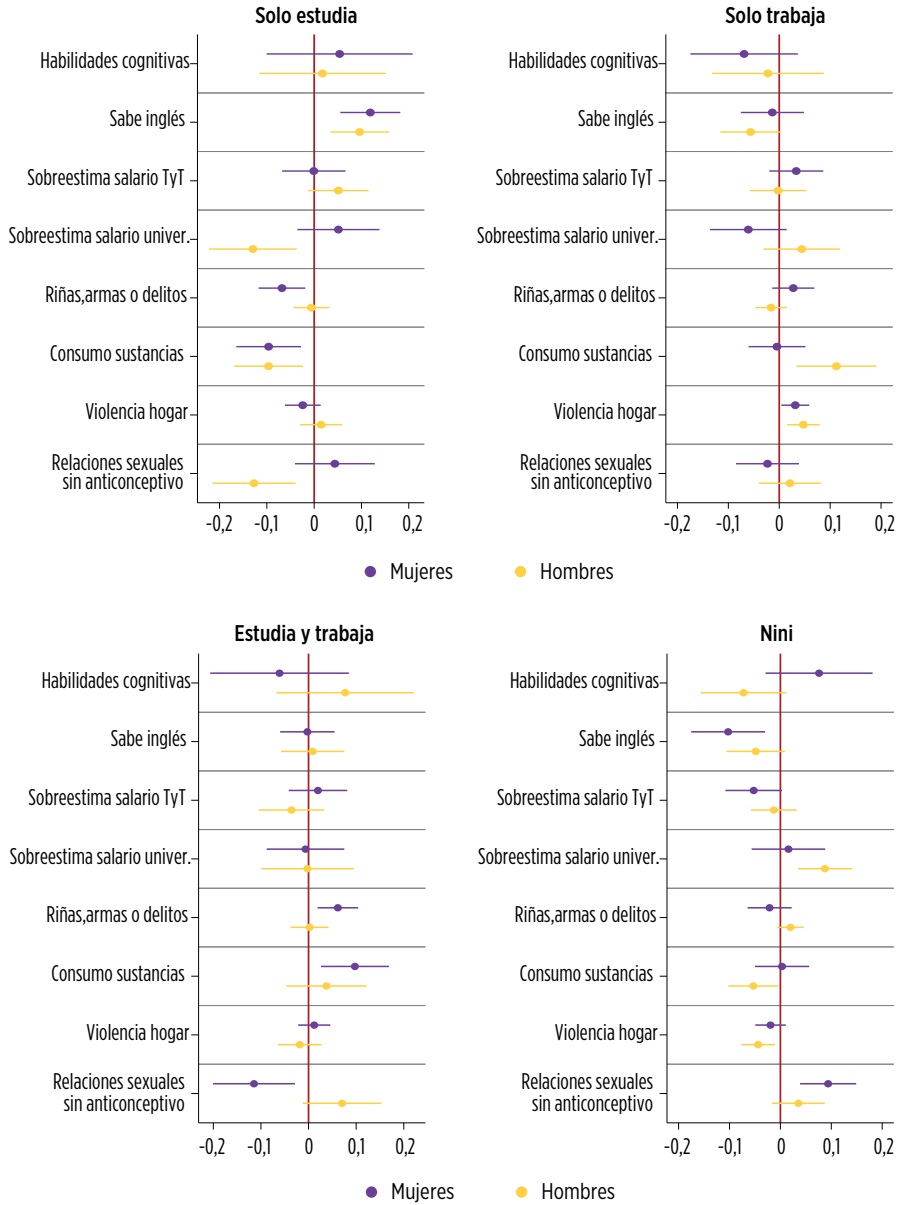 Solo estudia
Habilidades cognitivas
Sabe inglés
Sobreestima salario TyT
Sobreestima salario univer.
Riñas,armas o delitos
Consumo sustancias
Violencia hogar
Relaciones sexuales
sin anticonceptivo
-0,2 -0,1 0 0,1 0,2
Solo trabaja
Habilidades cognitivas
Sabe inglés
Sobreestima salario TyT
Sobreestima salario univer.
Riñas,armas o delitos
Consumo sustancias
Violencia hogar
Relaciones sexuales
sin anticonceptivo
-0,2 -0,1 0 0,1 0,2
Mujeres Hombres
Estudia y trabaja
Habilidades cognitivas
Sabe inglés
Sobreestima salario TyT
Sobreestima salario univer.
Riñas,armas o delitos
Consumo sustancias
Violencia hogar
Relaciones sexuales
sin anticonceptivo
-0,2 -0,1 0 0,1 0,2
Nini
Habilidades cognitivas
Sabe inglés
Sobreestima salario TyT
Sobreestima salario univer.
Riñas,armas o delitos
Consumo sustancias
Violencia hogar
Relaciones sexuales
sin anticonceptivo
-0,2 -0,1 0 0,1 0,2
Mujeres Hombres